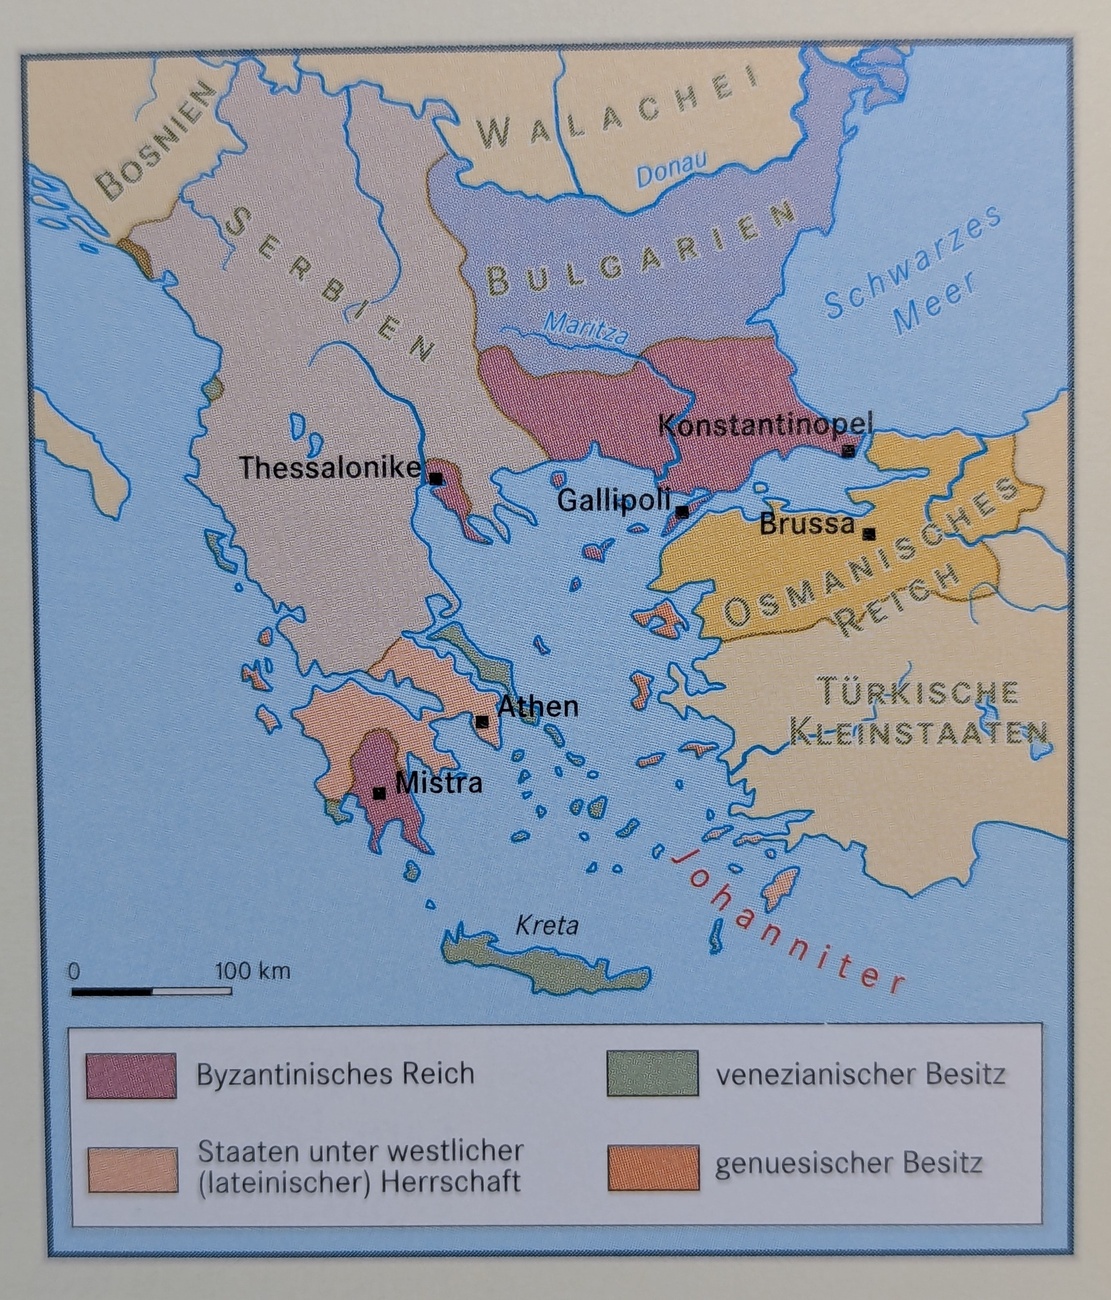 BOSNIEN
WALACHEI
Donau
SERBIEN
BULGARIEN
Schwarzes
Meer
Maritza
Konstantinopel
Thessalonike
Gallipoli
Brussa
OSMANISCHES
REICH
TÜRKISCHE
KLEINSTAATEN
Athen
Mistra
Johanniter
Kreta
0 100 km
Byzantinisches Reich
venezianischer Besitz
Staaten unter westlicher
(lateinischer) Herrschaft
genuesischer Besitz